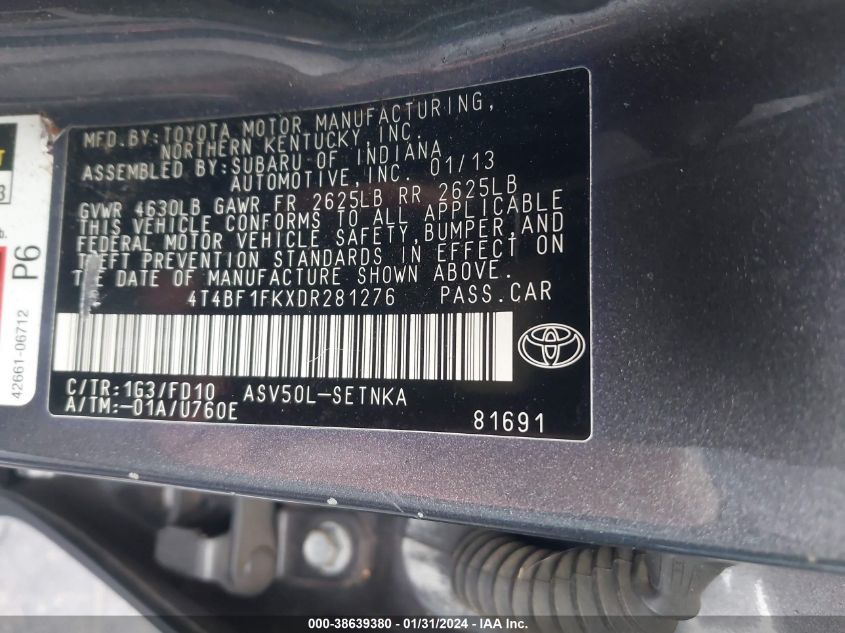 MFD.BY:TOYOTA MOTOR MANUFACTURING,
NORTHERN KENTUCKY,INC.
ASSEMBLED BY:SUBARU OF INDIANA
AUTOMOTIVE,INC. 01/13
GVWR 4630LB GAWR FR 2625LB RR 2625LB
THIS VEHICLE CONFORMS TO ALL APPLICABLE
FEDERAL MOTOR VEHICLE SAFETY,BUMPER,AND
THEFT PREVENTION STANDARDS IN EFFECT ON
THE DATE OF MANUFACTURE SHOWN ABOVE.
4T4BF1FKXDR281276 PASS.CAR
C/TR:1G3/FD10 ASV50L-SETNKA
A/TM:-01A/U760E
81691
P6
42661-06712
000-38639380 / 01/31/2024 - IAA Inc.